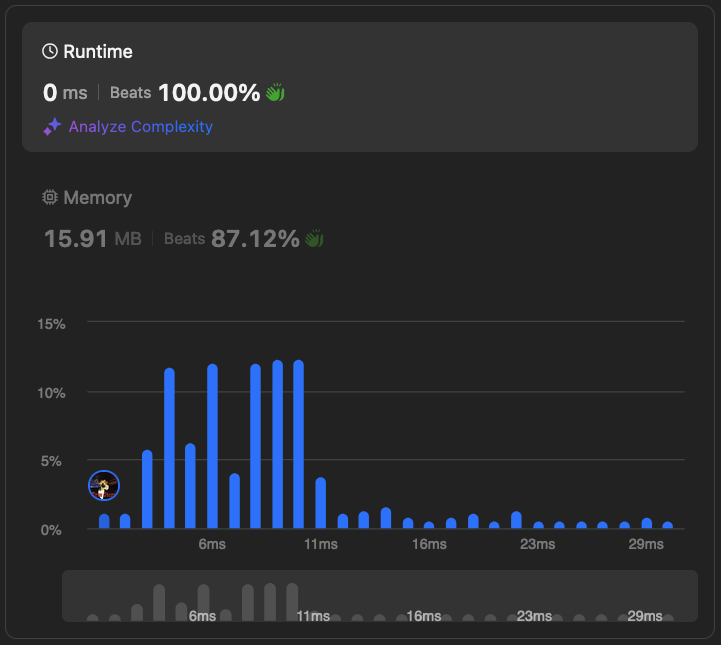 Runtime
0 ms | Beats 100.00%
Analyze Complexity
Memory
15.91 MB | Beats 87.12%
15%
10%
5%
0%
6ms 11ms 16ms 23ms 29ms
6ms 11ms 16ms 23ms 29ms